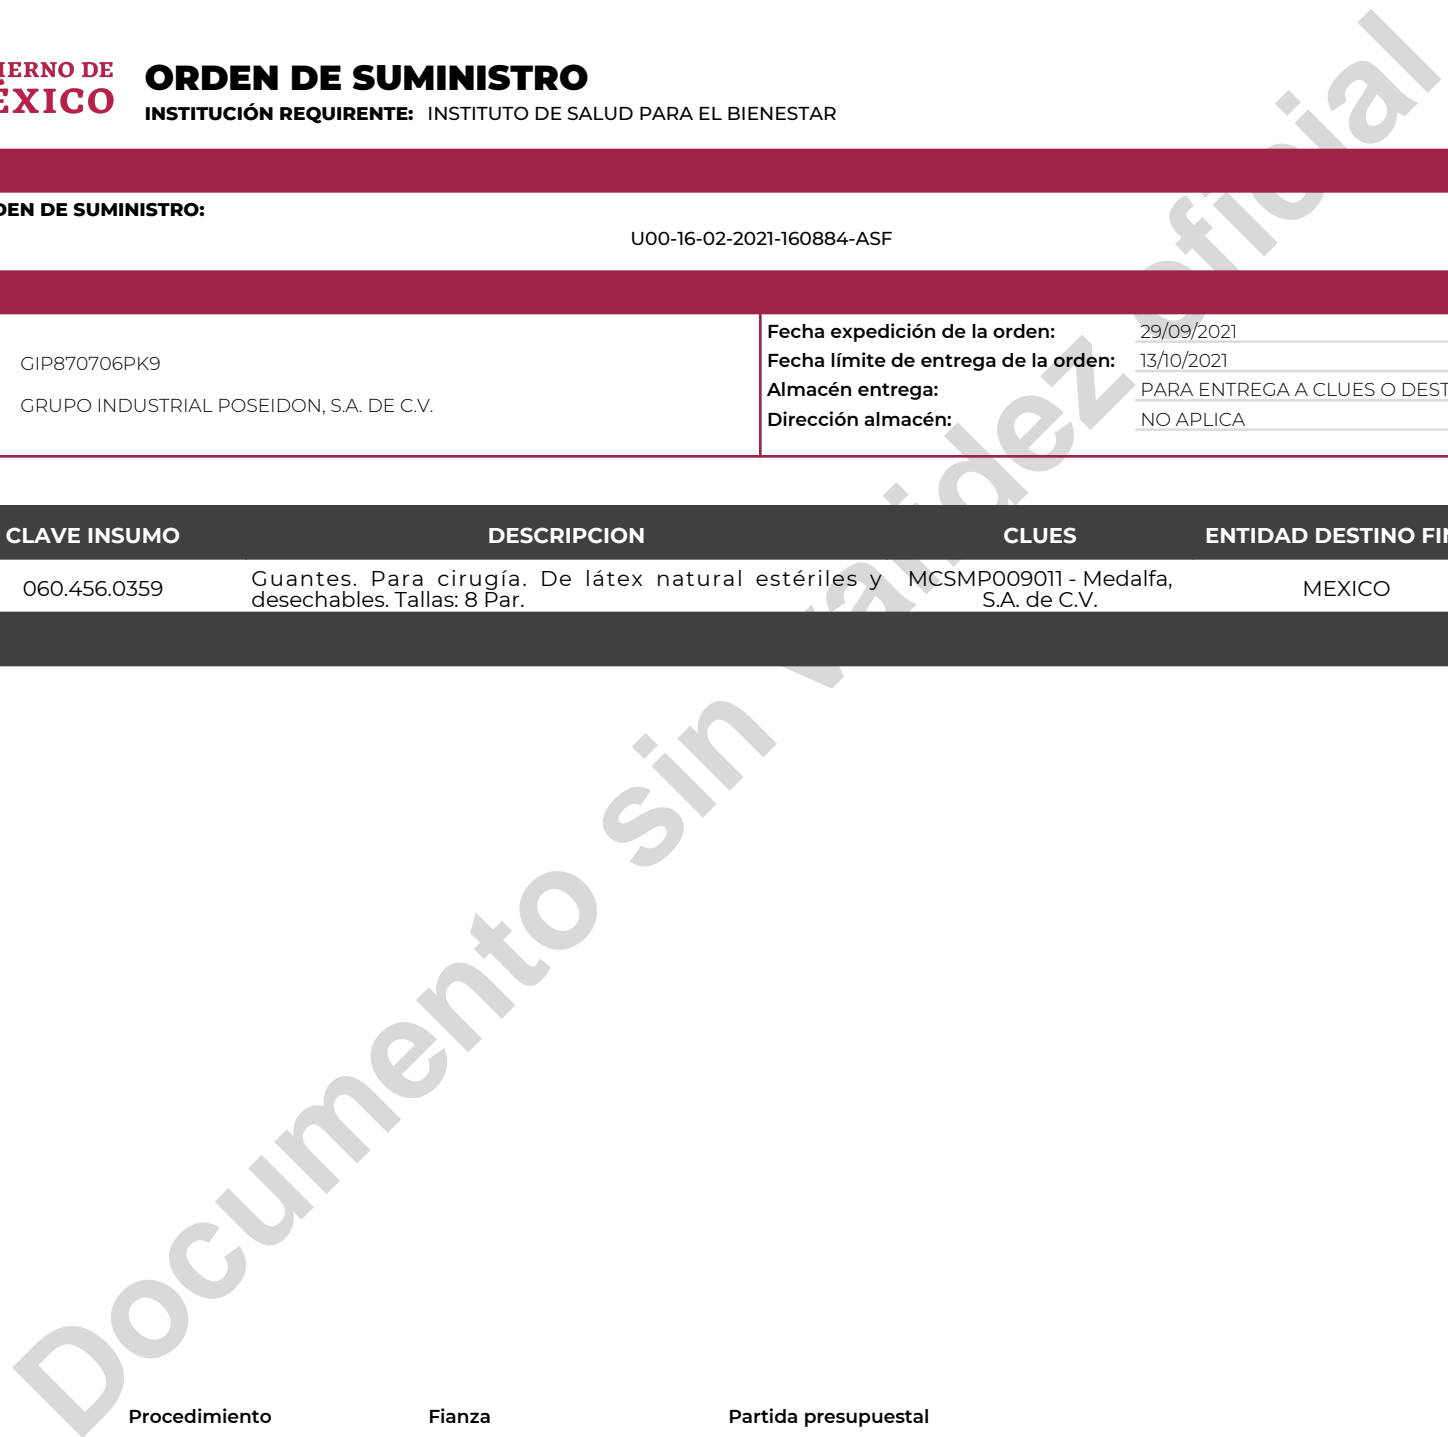 IERNO DE
ÉXICO
ORDEN DE SUMINISTRO
INSTITUCIÓN REQUIRENTE: INSTITUTO DE SALUD PARA EL BIENESTAR
DEN DE SUMINISTRO:
U00-16-02-2021-160884-ASF
GIP870706PK9
GRUPO INDUSTRIAL POSEIDON, S.A. DE C.V.
Fecha expedición de la orden: 29/09/2021
Fecha límite de entrega de la orden: 13/10/2021
Almacén entrega: PARA ENTREGA A CLUES O DEST
Dirección almacén: NO APLICA
CLAVE INSUMO DESCRIPCION CLUES ENTIDAD DESTINO FIN
060.456.0359
Guantes. Para cirugía. De látex natural estériles y
desechables. Tallas: 8 Par.
MCSMP009011 - Medalfa,
S.A. de C.V.
MEXICO
Documento sin validez oficial
Procedimiento Fianza Partida presupuestal